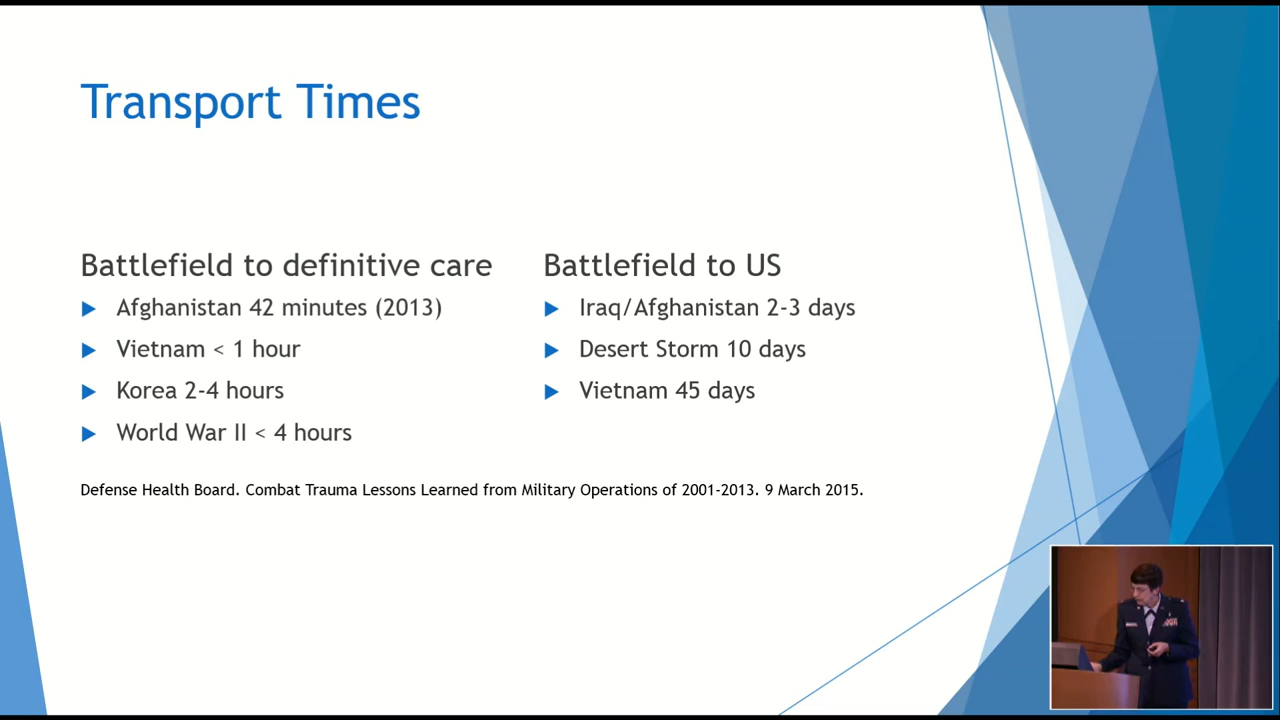 Transport Times
Battlefield to definitive care
Afghanistan 42 minutes (2013)
Vietnam < 1 hour
Korea 2-4 hours
World War II < 4 hours
Battlefield to US
Iraq/Afghanistan 2-3 days
Desert Storm 10 days
Vietnam 45 days
Defense Health Board. Combat Trauma Lessons Learned from Military Operations of 2001-2013. 9 March 2015.